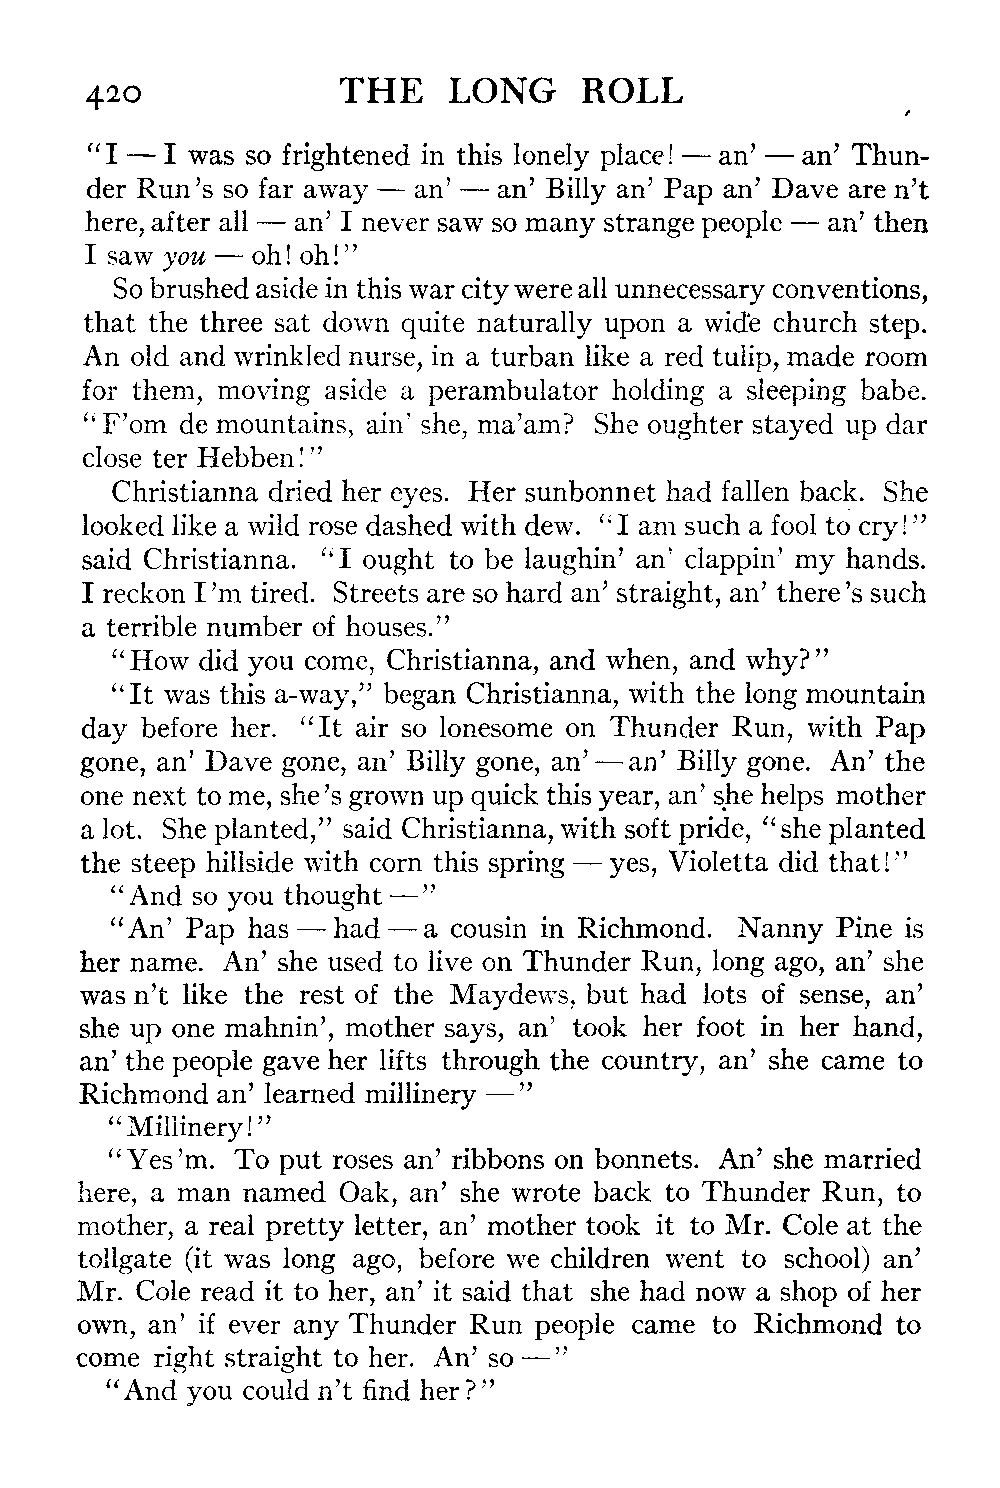 420 THE LONG ROLL
“I — I was so frightened in this lonely place! — an’ — an’ Thun-
der Run’s so far away — an’ — an’ Billy an’ Pap an’ Dave are n’t
here, after all — an’ I never saw so many strange people — an’ then
I saw you — oh! oh!”
So brushed aside in this war city were all unnecessary conventions,
that the three sat down quite naturally upon a wide church step.
An old and wrinkled nurse, in a turban like a red tulip, made room
for them, moving aside a perambulator holding a sleeping babe.
“F’om de mountains, ain’ she, ma’am? She oughter stayed up dar
close ter Hebben!”
Christianna dried her eyes. Her sunbonnet had fallen back. She
looked like a wild rose dashed with dew. “I am such a fool to cry!”
said Christianna. “I ought to be laughin’ an’ clappin’ my hands.
I reckon I’m tired. Streets are so hard an’ straight, an’ there’s such
a terrible number of houses.”
“How did you come, Christianna, and when, and why?”
“It was this a-way,” began Christianna, with the long mountain
day before her. “It air so lonesome on Thunder Run, with Pap
gone, an’ Dave gone, an’ Billy gone, an’ — an’ Billy gone. An’ the
one next to me, she’s grown up quick this year, an’ she helps mother
a lot. She planted,” said Christianna, with soft pride, “she planted
the steep hillside with corn this spring — yes, Violetta did that!”
“And so you thought —”
“An’ Pap has — had — a cousin in Richmond. Nanny Pine is
her name. An’ she used to live on Thunder Run, long ago, an’ she
was n’t like the rest of the Maydews, but had lots of sense, an’
she up one mahnin’, mother says, an’ took her foot in her hand,
an’ the people gave her lifts through the country, an’ she came to
Richmond an’ learned millinery —”
“Millinery!”
“Yes’m. To put roses an’ ribbons on bonnets. An’ she married
here, a man named Oak, an’ she wrote back to Thunder Run, to
mother, a real pretty letter, an’ mother took it to Mr. Cole at the
tollgate (it was long ago, before we children went to school) an’
Mr. Cole read it to her, an’ it said that she had now a shop of her
own, an’ if ever any Thunder Run people came to Richmond to
come right straight to her. An’ so —”
“And you could n’t find her?”